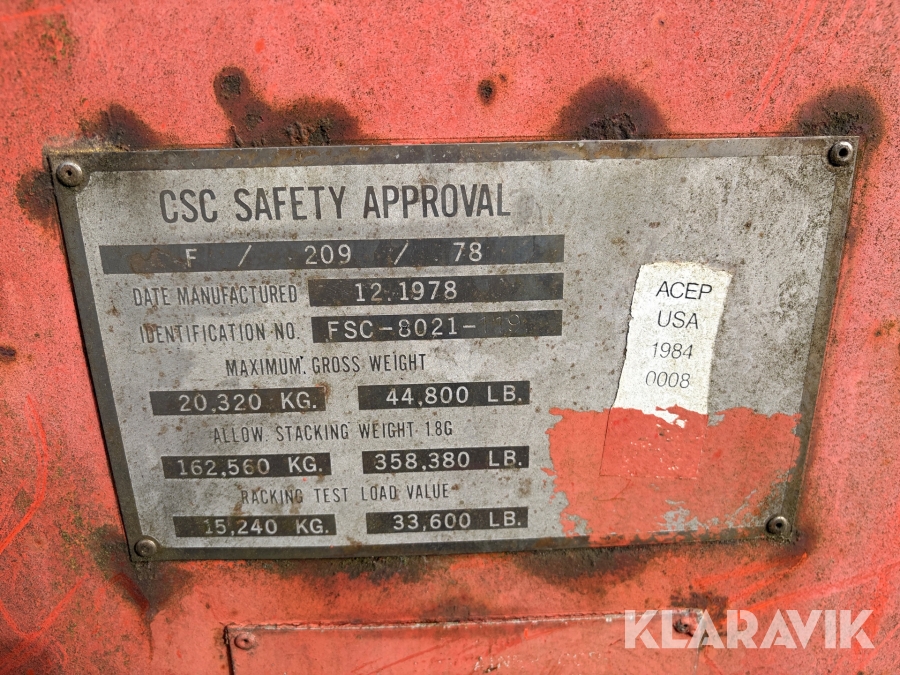 CSC SAFETY APPROVAL
F / 209 / 78
DATE MANUFACTURED 12.1978
IDENTIFICATION NO. FSC-8021-
MAXIMUM. GROSS WEIGHT
20,320 KG. 44,800 LB.
ALLOW. STACKING WEIGHT 1.8G
162,560 KG. 358,380 LB.
RACKING TEST LOAD VALUE
15,240 KG. 33,600 LB.
ACEP
USA
1984
0008
KLARAVIK